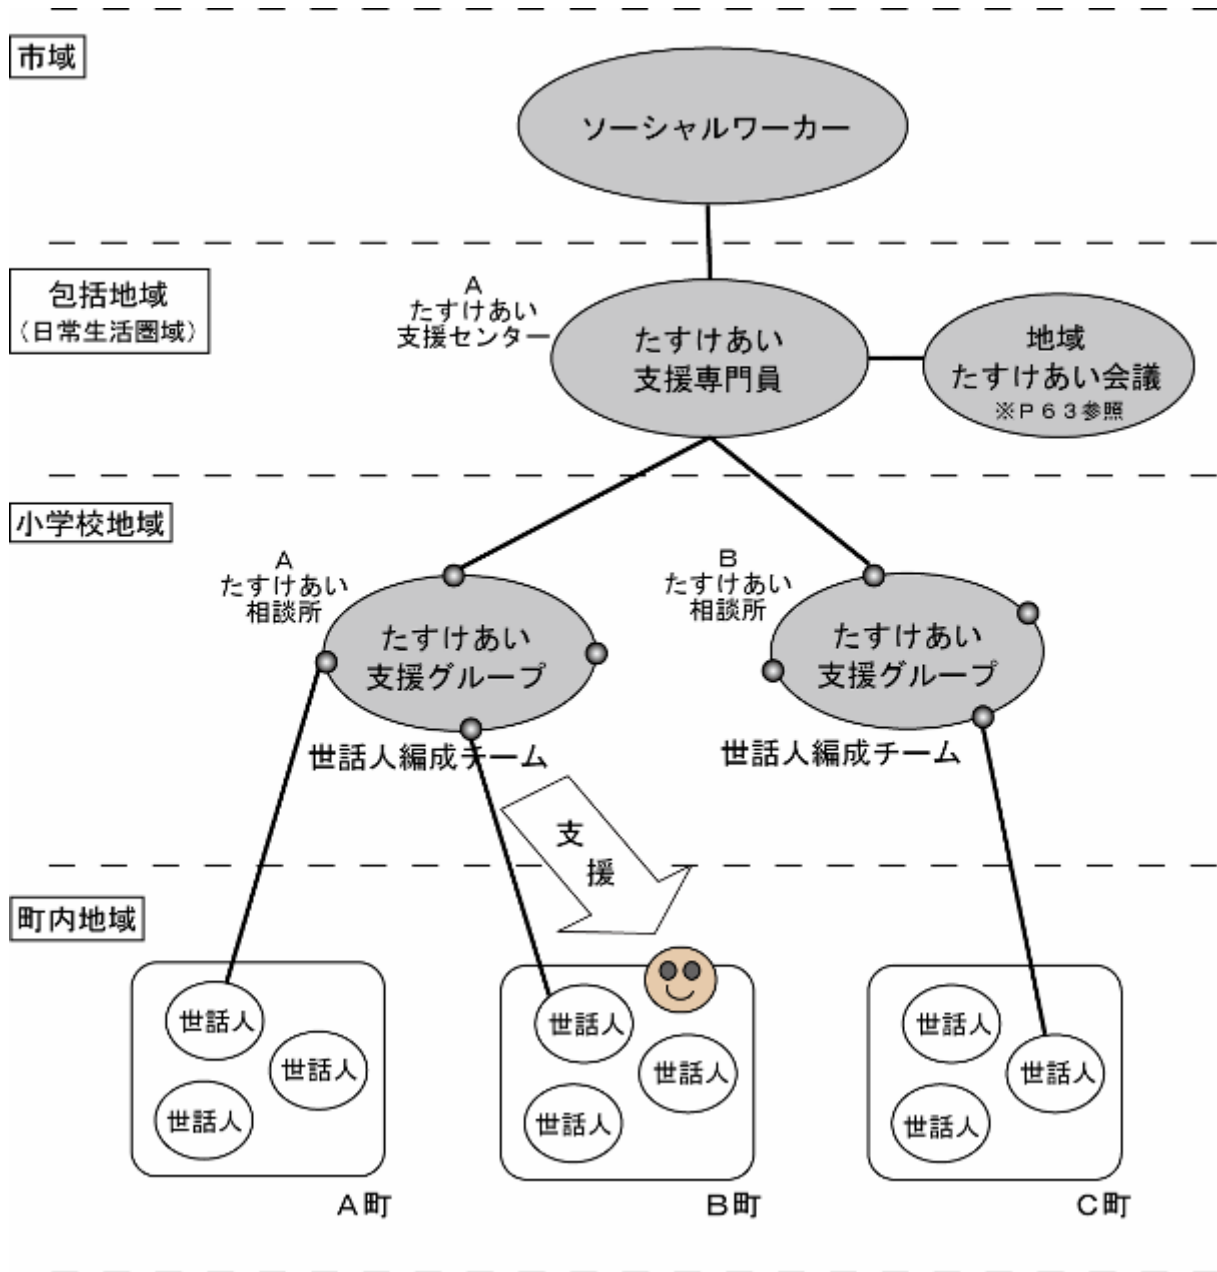 市域
ソーシャルワーカー
包括地域
（日常生活圏域）
A
たすけあい
支援センター
たすけあい
支援専門員
地域
たすけあい会議
※Ｐ６３参照
小学校地域
A
たすけあい
相談所
たすけあい
支援グループ
世話人編成チーム
B
たすけあい
相談所
たすけあい
支援グループ
世話人編成チーム
支
援
町内地域
世話人
世話人
世話人
A町
世話人
世話人
世話人
B町
世話人
世話人
世話人
C町